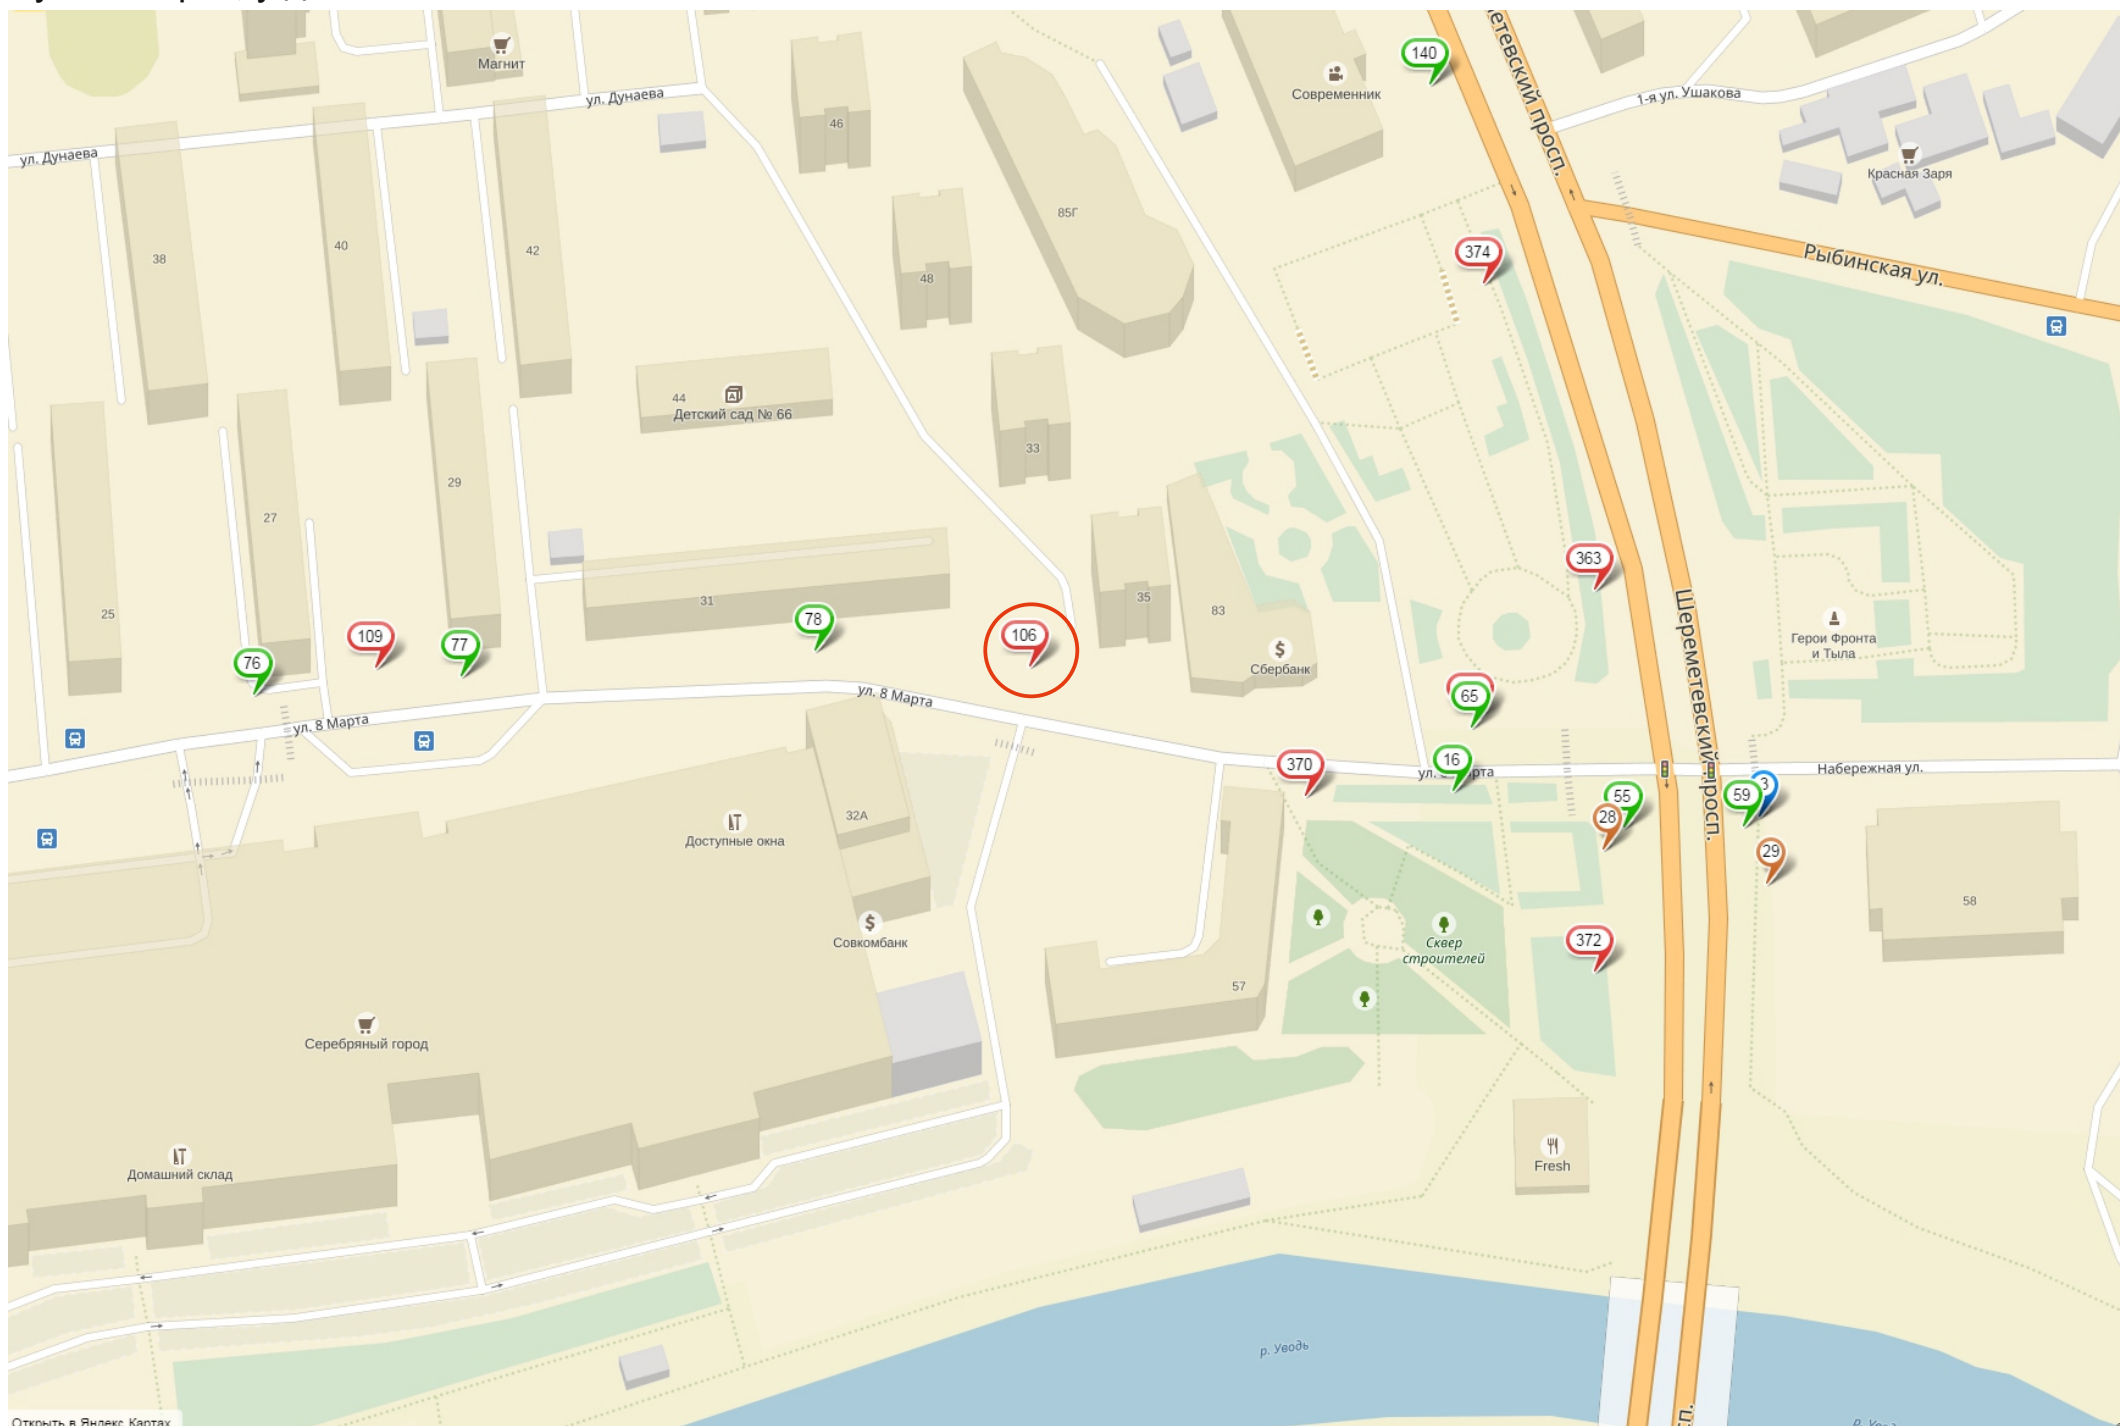 Магнит
ул. Дунаева
ул. Дунаева
46
85Г
Современник
140
етевский просп.
1-я ул. Ушакова
Красная Заря
38
40
42
48
374
Рыбинская ул.
44
Детский сад № 66
33
29
27
25
31
35
83
363
Шереметевский просп.
Герои Фронта
и Тыла
109
77
78
106
76
Сбербанк
65
ул. 8 Марта
ул. 8 Марта
370
16
Набережная ул.
55
28
59
3
29
32А
Доступные окна
Совкомбанк
58
372
Сквер
строителей
57
Серебряный город
Домашний склад
Fresh
р. Уводь
Открыть в Яндекс.Картах